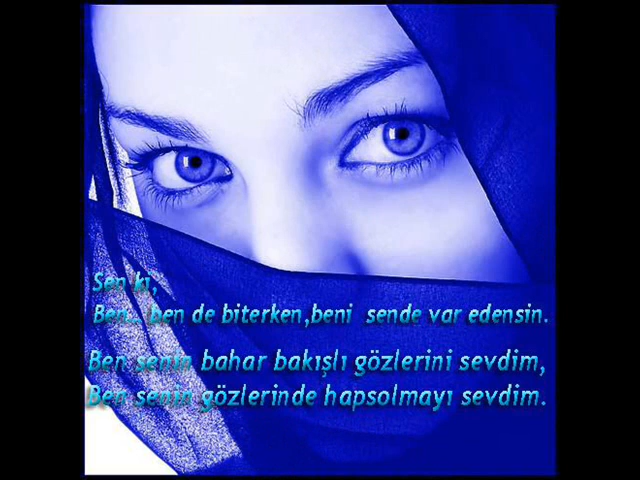 Sen ki,
Ben... ben de biterken,beni sende var edensin.
Ben senin bahar bakışlı gözlerini sevdim,
Ben senin gözlerinde hapsolmayı sevdim.